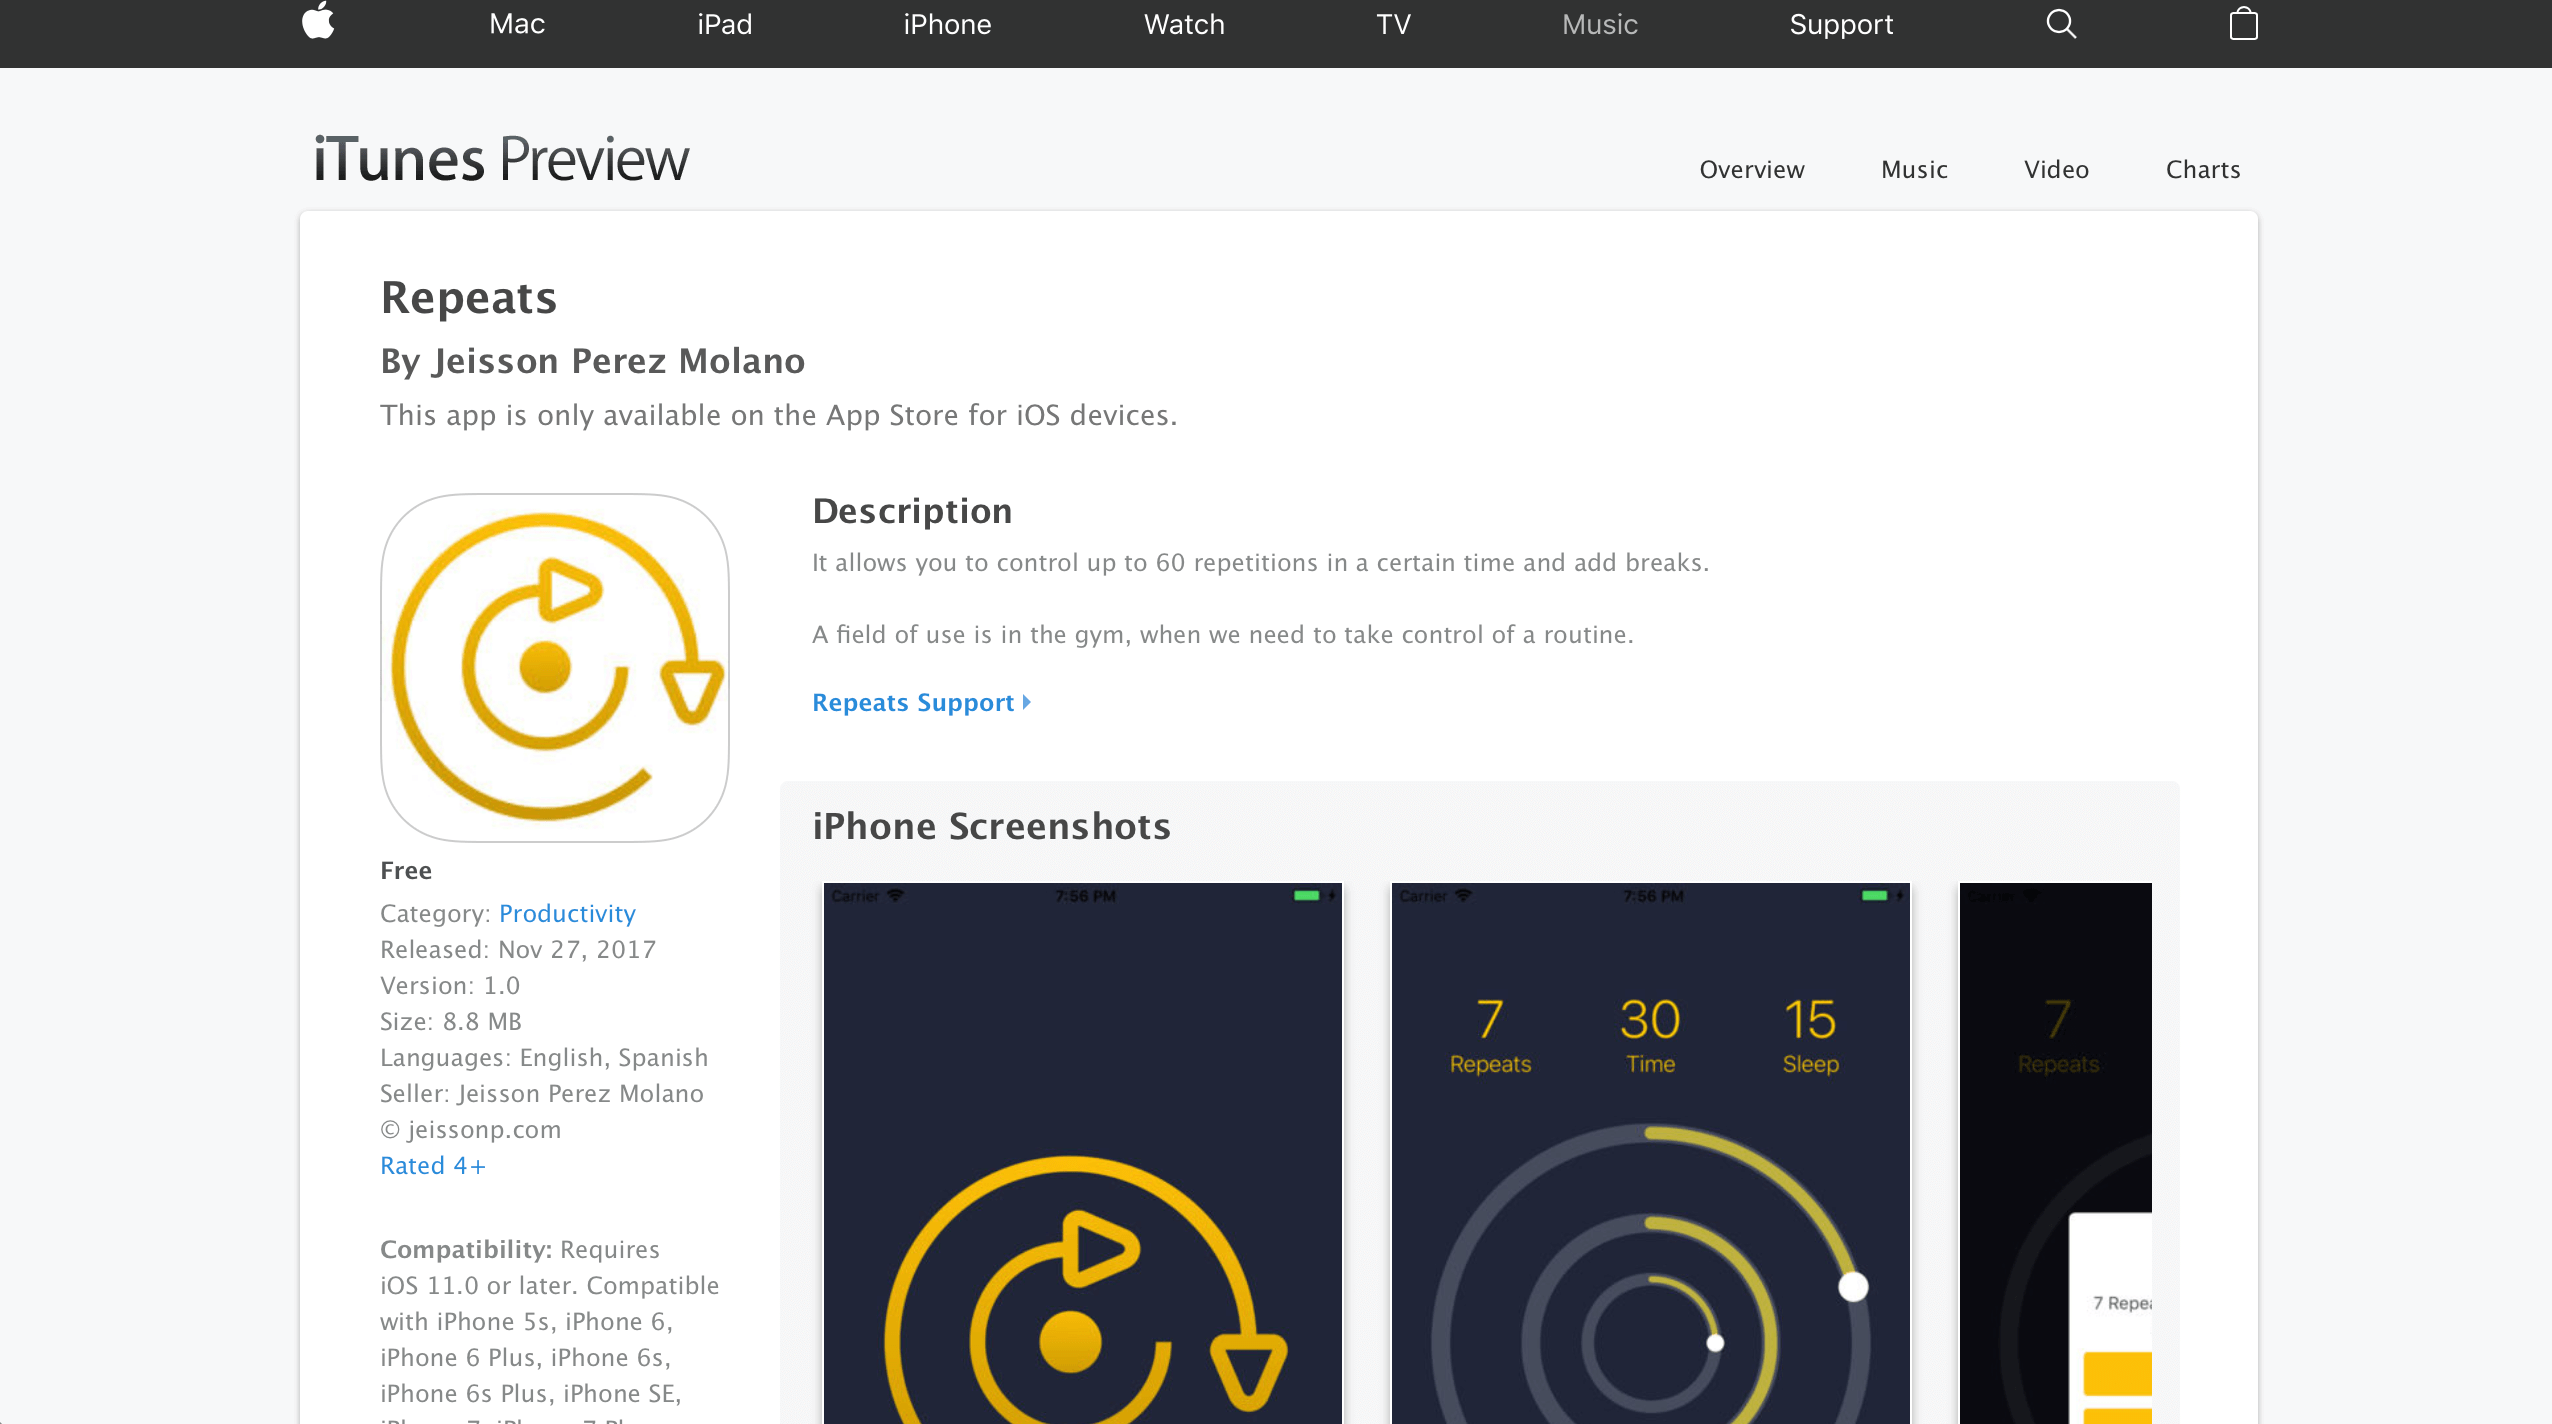 Mac iPad iPhone Watch TV Music Support
iTunes Preview
Overview Music Video Charts
Repeats
By Jeisson Perez Molano
This app is only available on the App Store for iOS devices.
Description
It allows you to control up to 60 repetitions in a certain time and add breaks.
A field of use is in the gym, when we need to take control of a routine.
Repeats Support
Free
Category: Productivity
Released: Nov 27, 2017
Version: 1.0
Size: 8.8 MB
Languages: English, Spanish
Seller: Jeisson Perez Molano
© jeissonp.com
Rated 4+
Compatibility: Requires
iOS 11.0 or later. Compatible
with iPhone 5s, iPhone 6,
iPhone 6 Plus, iPhone 6s,
iPhone 6s Plus, iPhone SE,
iPhone Screenshots
Carrier 7:56 PM
Carrier 7:56 PM
7 30 15
Repeats Time Sleep
Carrier
7
Repeats
7 Repea